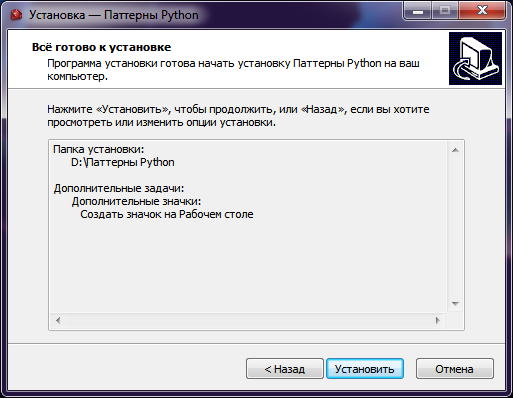 Установка — Паттерны Python
Всё готово к установке
Программа установки готова начать установку Паттерны Python на ваш
компьютер.
Нажмите «Установить», чтобы продолжить, или «Назад», если вы хотите
просмотреть или изменить опции установки.
Папка установки:
D:\Паттерны Python
Дополнительные задачи:
Дополнительные значки:
Создать значок на Рабочем столе
< Назад
Установить
Отмена